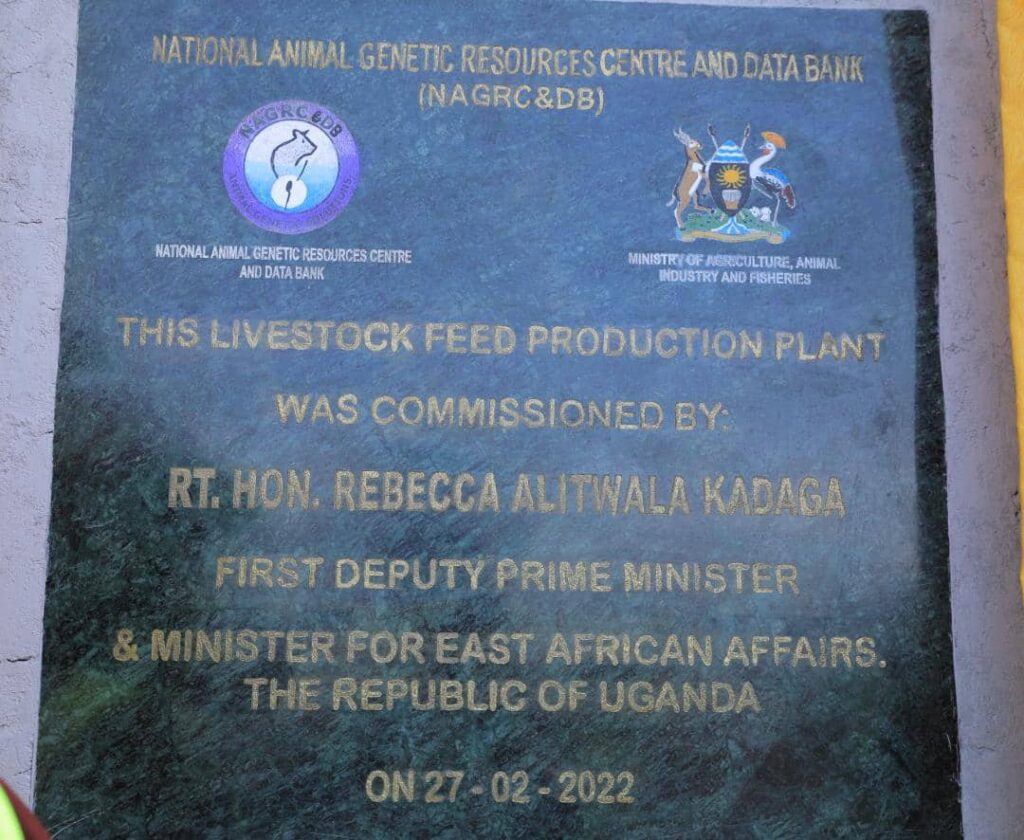 NATIONAL ANIMAL GENETIC RESOURCES CENTRE AND DATA BANK
(NAGRC&DB)
NAGRC&DB
NATIONAL ANIMAL GENETIC RESOURCES CENTRE
AND DATA BANK
MINISTRY OF AGRICULTURE, ANIMAL
INDUSTRY AND FISHERIES
THIS LIVESTOCK FEED PRODUCTION PLANT
WAS COMMISSIONED BY:
RT. HON. REBECCA ALITWALA KADAGA
FIRST DEPUTY PRIME MINISTER
& MINISTER FOR EAST AFRICAN AFFAIRS.
THE REPUBLIC OF UGANDA
ON 27 - 02 - 2022